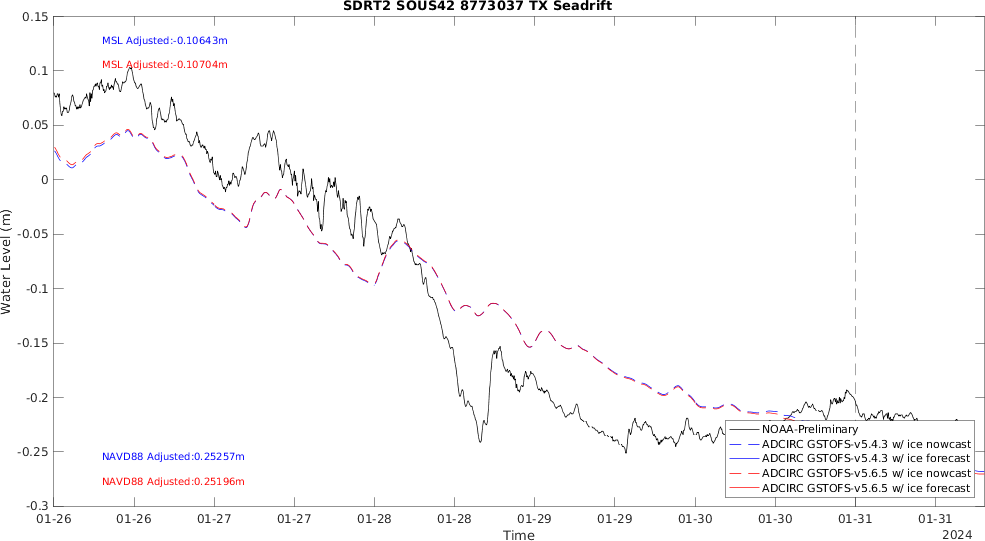 SDRT2 SOUS42 8773037 TX Seadrift
0.15
0.1
0.05
0
-0.05
-0.1
-0.15
-0.2
-0.25
-0.3
Water Level (m)
MSL Adjusted:-0.10643m
MSL Adjusted:-0.10704m
NAVD88 Adjusted:0.25257m
NAVD88 Adjusted:0.25196m
NOAA-Preliminary
ADCIRC GSTOFS-v5.4.3 w/ ice nowcast
ADCIRC GSTOFS-v5.4.3 w/ ice forecast
ADCIRC GSTOFS-v5.6.5 w/ ice nowcast
ADCIRC GSTOFS-v5.6.5 w/ ice forecast
01-26 01-26 01-27 01-27 01-28 01-28 01-29 01-29 01-30 01-30 01-31 01-31
Time
2024